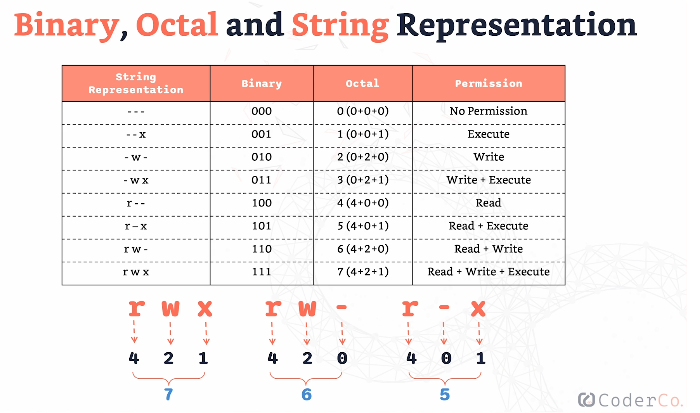 Binary, Octal and String Representation
String Representation Binary Octal Permission
--- 000 0 (0+0+0) No Permission
--x 001 1 (0+0+1) Execute
-w- 010 2 (0+2+0) Write
-wx 011 3 (0+2+1) Write + Execute
r-- 100 4 (4+0+0) Read
r–x 101 5 (4+0+1) Read + Execute
rw- 110 6 (4+2+0) Read + Write
rwx 111 7 (4+2+1) Read + Write + Execute
r w x r w - r - x
4 2 1 4 2 0 4 0 1
7 6 5
CoderCo.